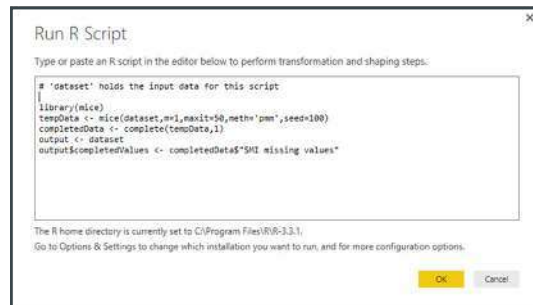 Run R Script
Type or paste an R script in the editor below to perform transformation and shaping steps.
# 'dataset' holds the input data for this script
library(mice)
tempData <- mice(dataset,m=1,maxit=50,meth='pmm',seed=100)
completedData <- complete(tempData,1)
output <- dataset
output$completedValues <- completedData$"SMI missing values"
The R home directory is currently set to C:\Program Files\R\R-3.3.1.
Go to Options & Settings to change which installation you want to run, and for more configuration options.
OK Cancel